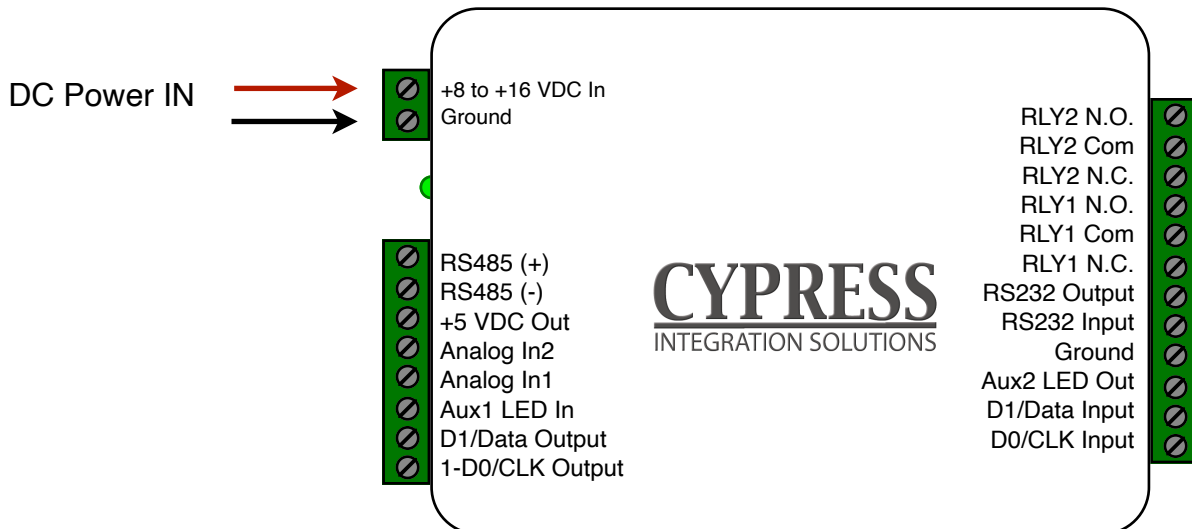 DC Power IN
+8 to +16 VDC In
Ground
RS485 (+)
RS485 (-)
+5 VDC Out
Analog In2
Analog In1
Aux1 LED In
D1/Data Output
1-D0/CLK Output
CYPRESS
INTEGRATION SOLUTIONS
RLY2 N.O.
RLY2 Com
RLY2 N.C.
RLY1 N.O.
RLY1 Com
RLY1 N.C.
RS232 Output
RS232 Input
Ground
Aux2 LED Out
D1/Data Input
D0/CLK Input